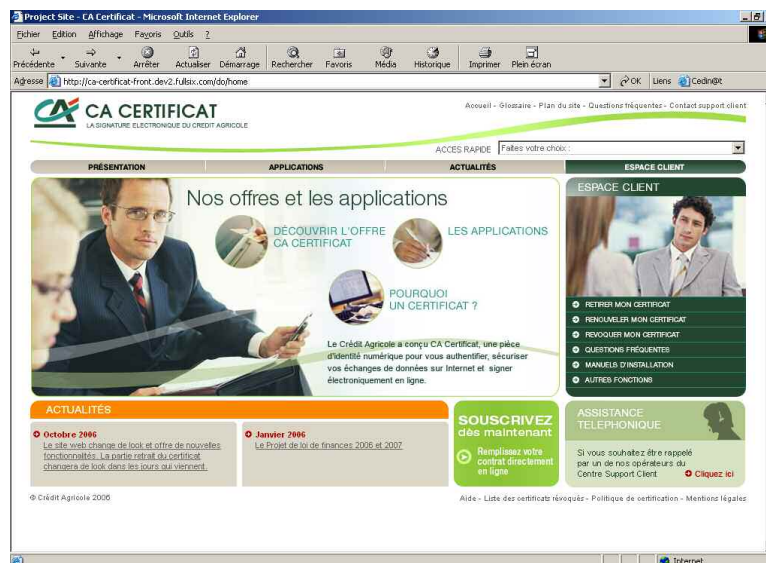 Project Site - CA Certificat - Microsoft Internet Explorer
Fichier Edition Affichage Favoris Outils ?
Précédente Suivante Arrêter Actualiser Démarrage Rechercher Favoris Média Historique Imprimer Plein écran
Adresse http://ca-certificat-front.dev2.fullsix.com/do/home OK Liens Cedin@t
CA CERTIFICAT
LA SIGNATURE ELECTRONIQUE DU CREDIT AGRICOLE
Accueil - Glossaire - Plan du site - Questions fréquentes - Contact support client
ACCES RAPIDE Faites votre choix :
PRÉSENTATION APPLICATIONS ACTUALITÉS ESPACE CLIENT
Nos offres et les applications
DÉCOUVRIR L'OFFRE
CA CERTIFICAT
LES APPLICATIONS
POURQUOI
UN CERTIFICAT ?
Le Crédit Agricole a conçu CA Certificat, une pièce
d'identité numérique pour vous authentifier, sécuriser
vos échanges de données sur Internet et signer
électroniquement en ligne.
ESPACE CLIENT
RETIRER MON CERTIFICAT
RENOUVELER MON CERTIFICAT
REVOQUER MON CERTIFICAT
QUESTIONS FRÉQUENTES
MANUELS D'INSTALLATION
AUTRES FONCTIONS
ACTUALITÉS
Octobre 2006
Le site web change de look et offre de nouvelles
fonctionnalités. La partie retrait du certificat
changera de look dans les jours qui viennent.
Janvier 2006
Le Projet de loi de finances 2006 et 2007
SOUSCRIVEZ
dès maintenant
Remplissez votre
contrat directement
en ligne
ASSISTANCE
TELEPHONIQUE
Si vous souhaitez être rappelé
par un de nos opérateurs du
Centre Support Client Cliquez ici
© Crédit Agricole 2006
Aide - Liste des certificats révoqués - Politique de certification - Mentions légales
Internet